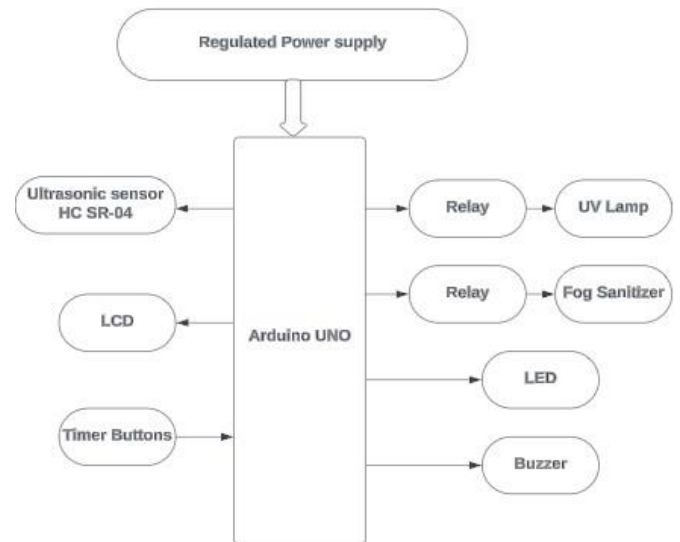 Regulated Power supply
Ultrasonic sensor
HC SR-04
Relay
UV Lamp
Relay
Fog Sanitizer
LCD
Arduino UNO
LED
Timer Buttons
Buzzer